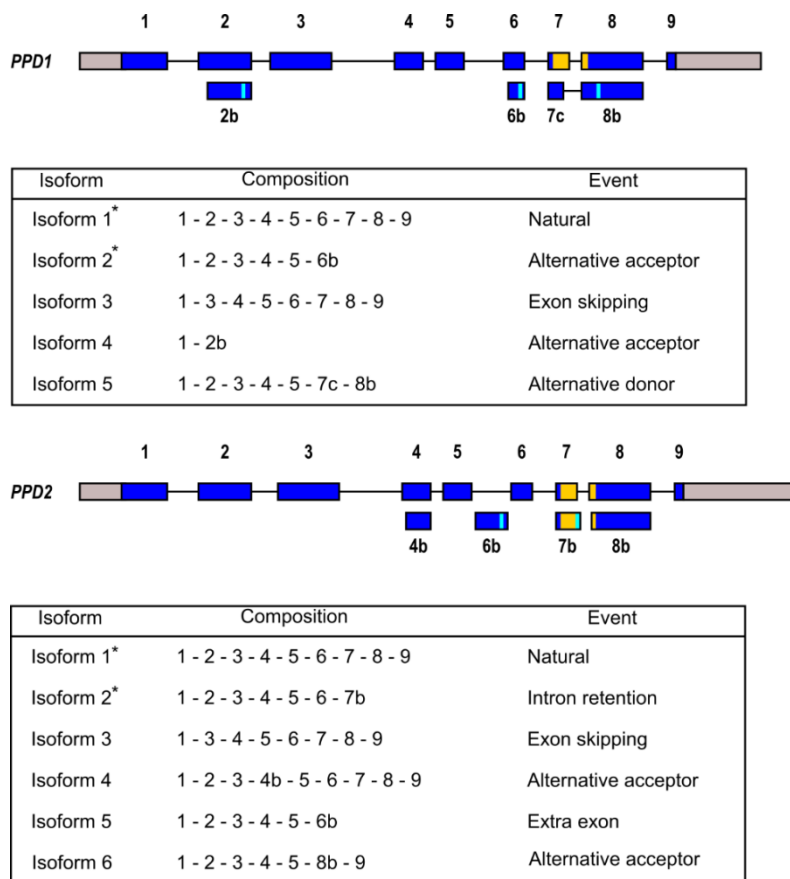 1 2 3 4 5 6 7 8 9
PPD1
2b 6b 7c 8b
Isoform Composition Event
Isoform 1* 1 - 2 - 3 - 4 - 5 - 6 - 7 - 8 - 9 Natural
Isoform 2* 1 - 2 - 3 - 4 - 5 - 6b Alternative acceptor
Isoform 3 1 - 3 - 4 - 5 - 6 - 7 - 8 - 9 Exon skipping
Isoform 4 1 - 2b Alternative acceptor
Isoform 5 1 - 2 - 3 - 4 - 5 - 7c - 8b Alternative donor
1 2 3 4 5 6 7 8 9
PPD2
4b 6b 7b 8b
Isoform Composition Event
Isoform 1* 1 - 2 - 3 - 4 - 5 - 6 - 7 - 8 - 9 Natural
Isoform 2* 1 - 2 - 3 - 4 - 5 - 6 - 7b Intron retention
Isoform 3 1 - 3 - 4 - 5 - 6 - 7 - 8 - 9 Exon skipping
Isoform 4 1 - 2 - 3 - 4b - 5 - 6 - 7 - 8 - 9 Alternative acceptor
Isoform 5 1 - 2 - 3 - 4 - 5 - 6b Extra exon
Isoform 6 1 - 2 - 3 - 4 - 5 - 8b - 9 Alternative acceptor